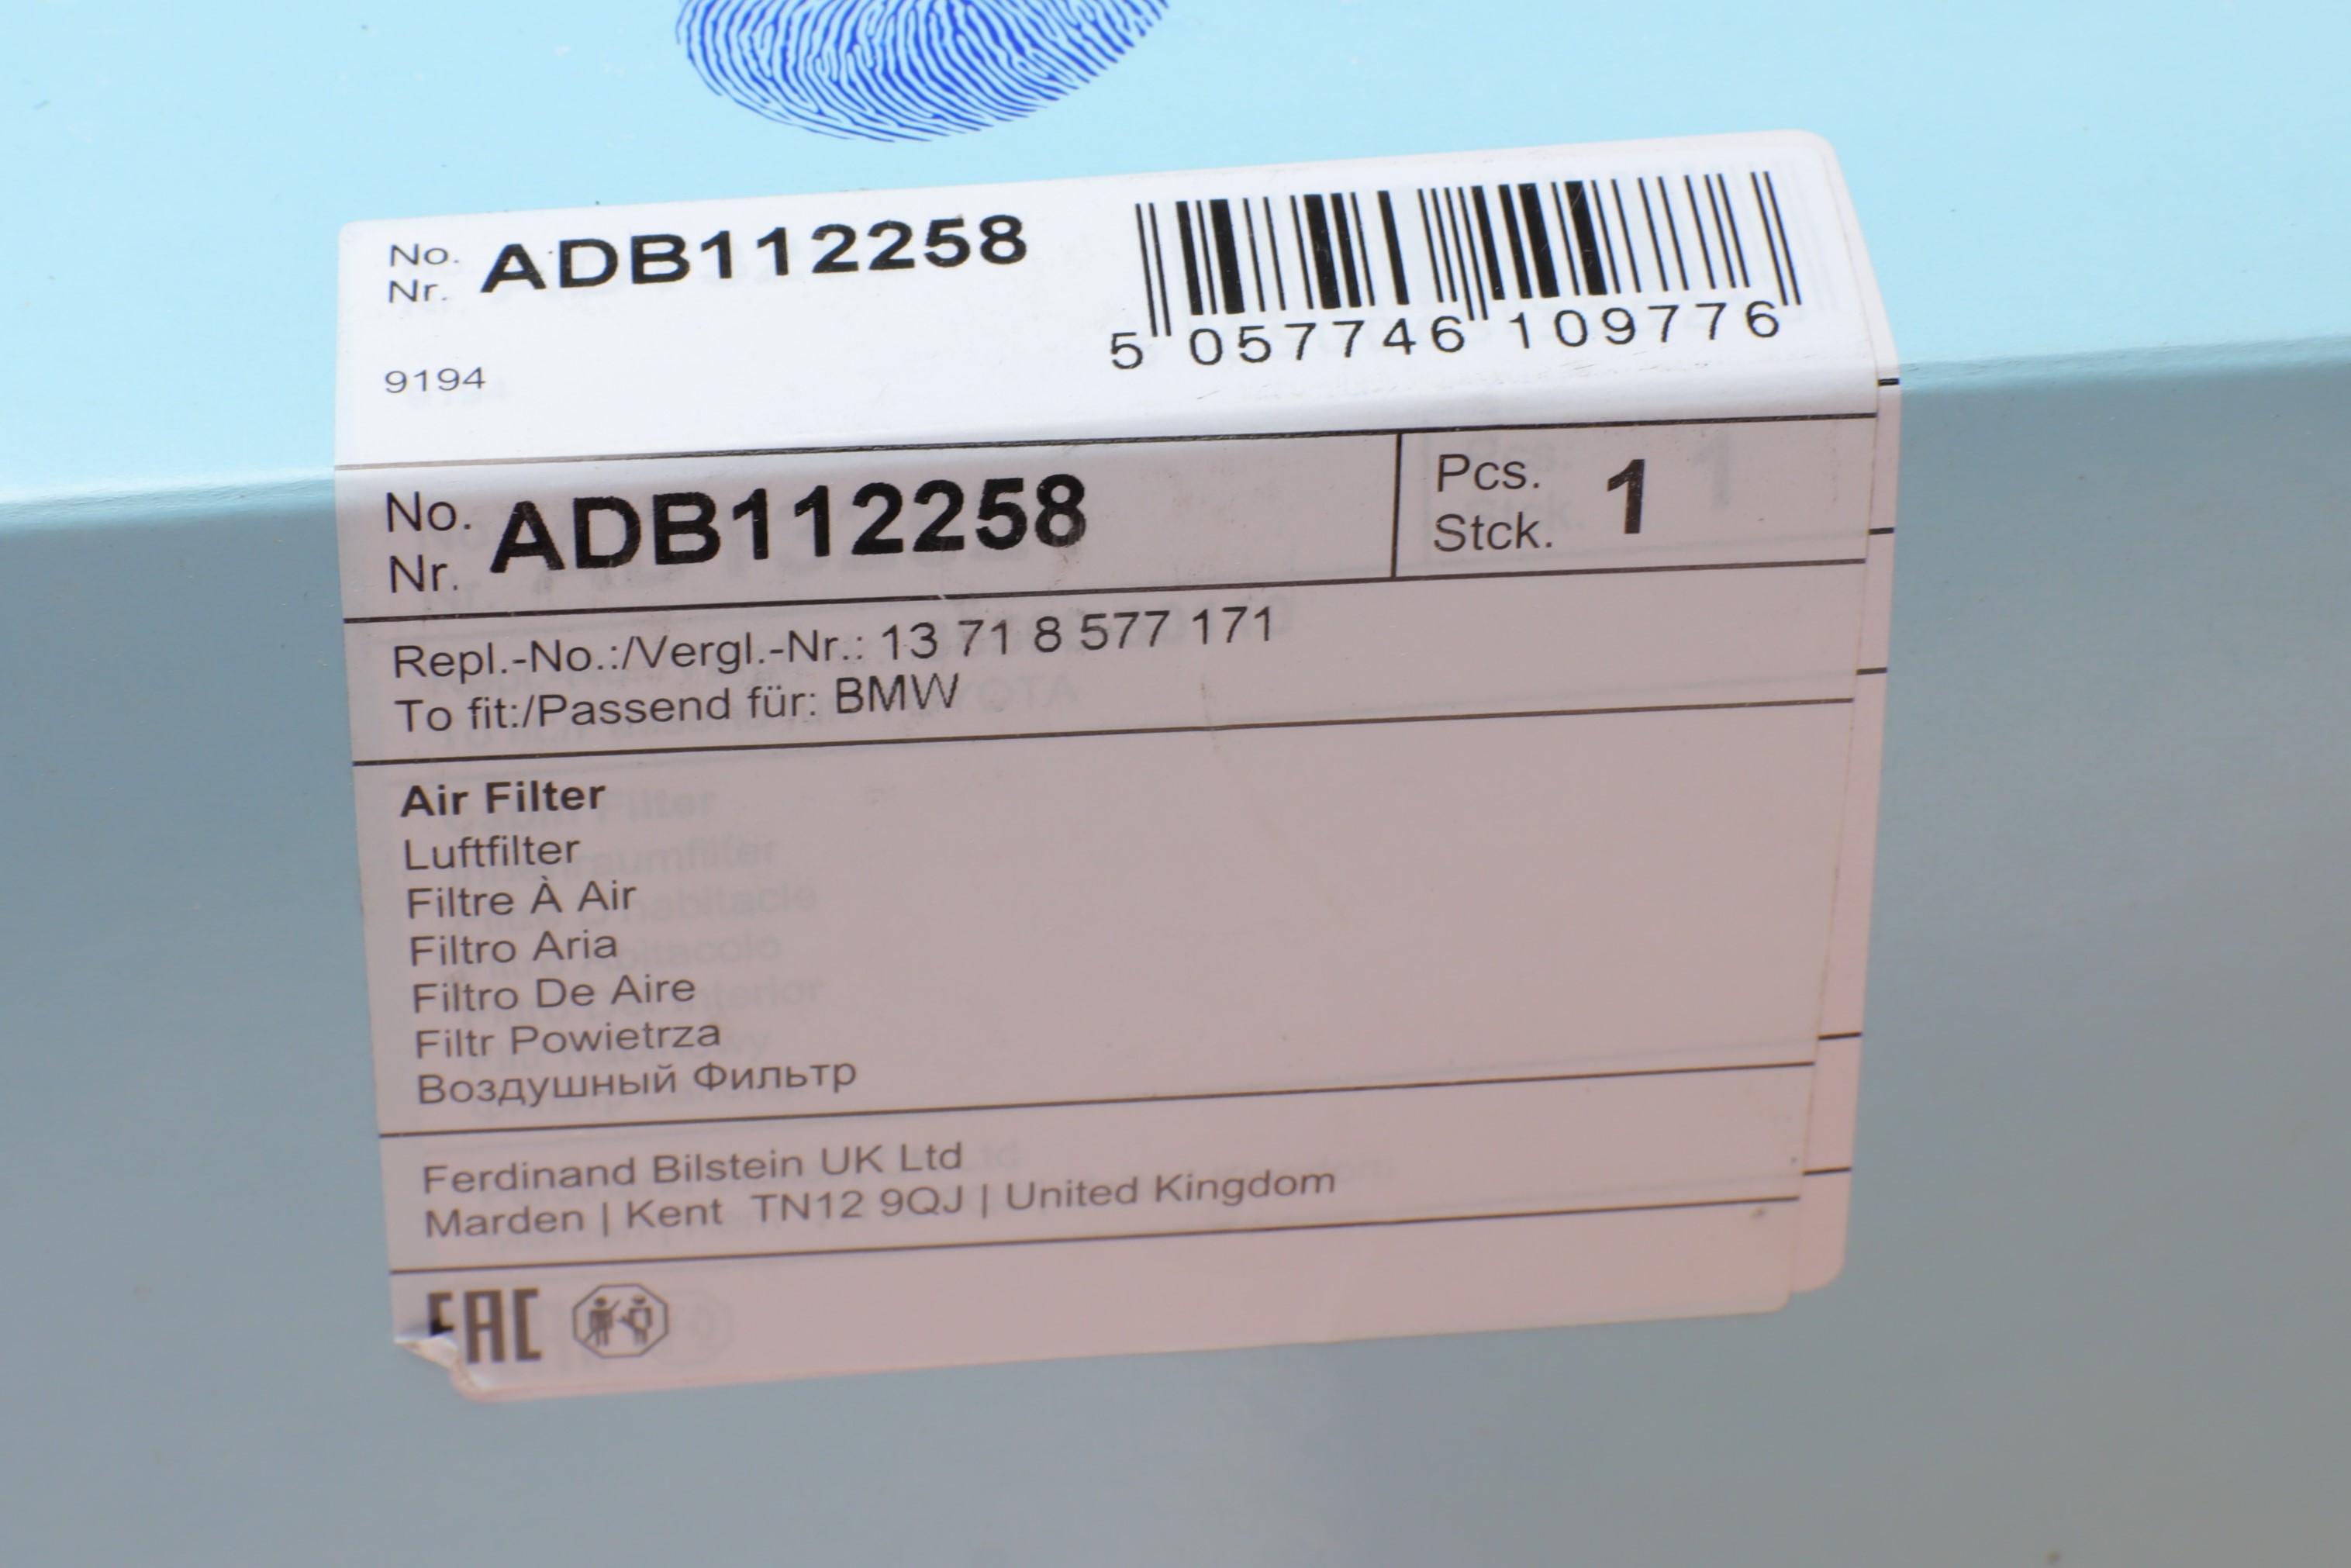 No. ADB112258
Nr.
5 057746 109776
9194
No. ADB112258
Nr.
Pcs. 1
Stck.
Repl.-No.:/Vergl.-Nr.: 13 71 8 577 171
To fit:/Passend für: BMW
Air Filter
Luftfilter
Filtre À Air
Filtro Aria
Filtro De Aire
Filtr Powietrza
Воздушный Фильтр
Ferdinand Bilstein UK Ltd
Marden | Kent TN12 9QJ | United Kingdom
EAC